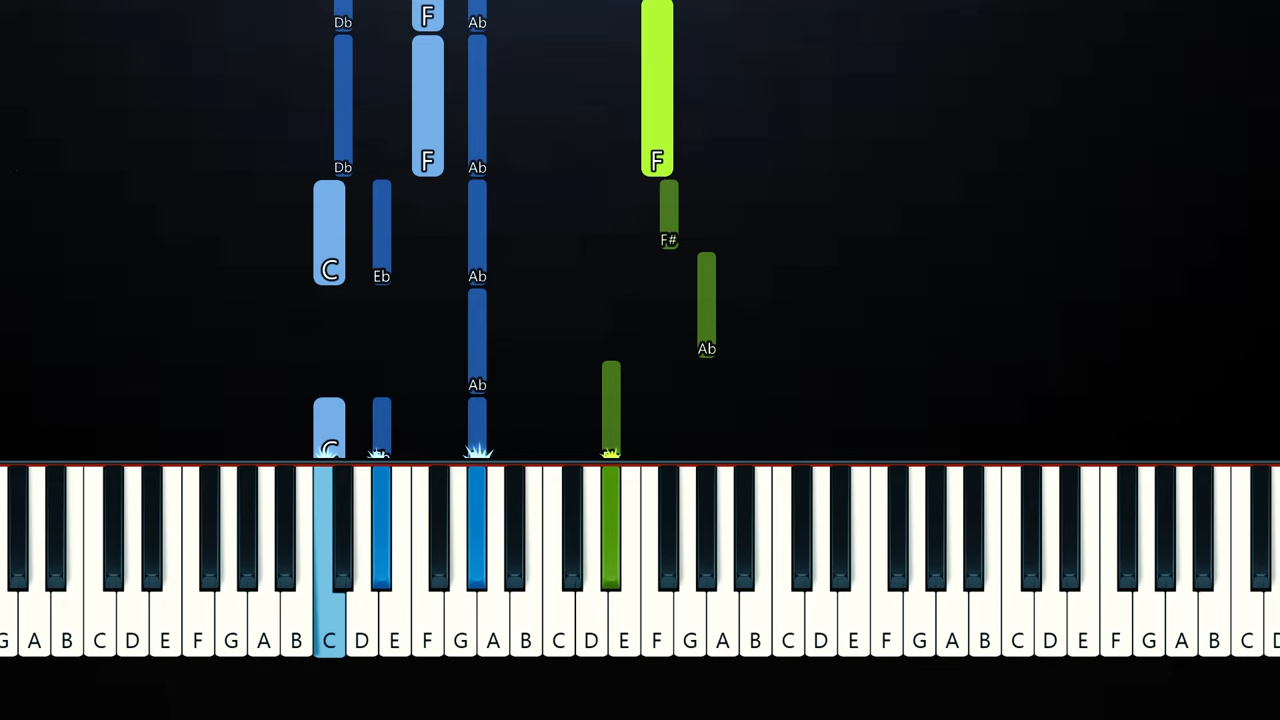 Db F Ab
Db F Ab F
F#
C Eb Ab
Ab
Ab
C
G A B C D E F G A B C D E F G A B C D E F G A B C D E F G A B C D E F G A B C D